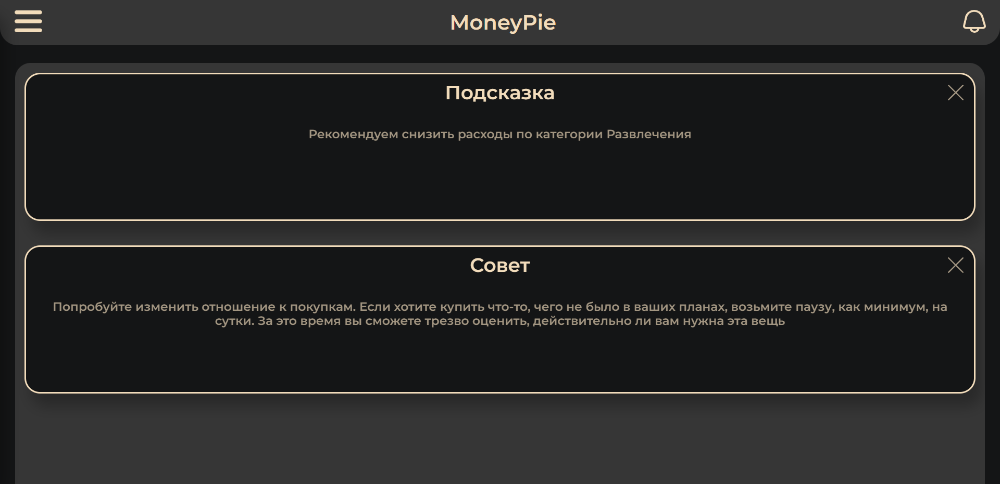 MoneyPie
Подсказка
Рекомендуем снизить расходы по категории Развлечения
Совет
Попробуйте изменить отношение к покупкам. Если хотите купить что-то, чего не было в ваших планах, возьмите паузу, как минимум, на
сутки. За это время вы сможете трезво оценить, действительно ли вам нужна эта вещь